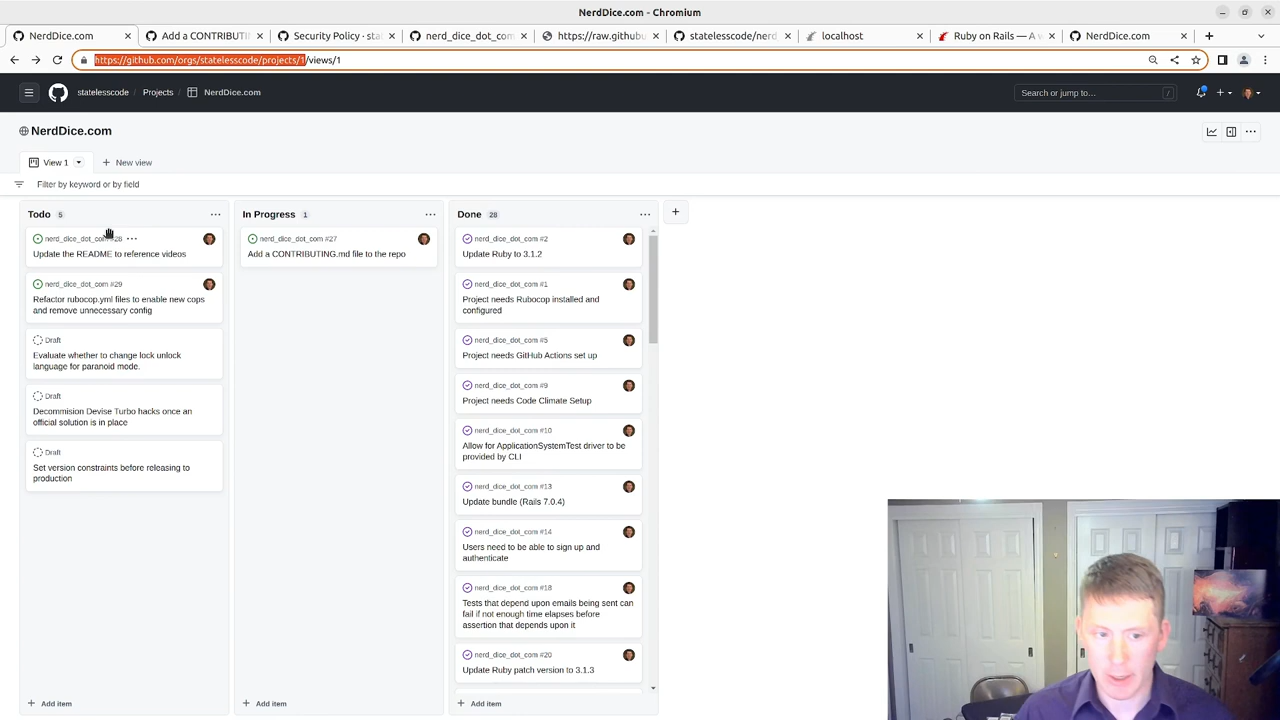 NerdDice.com - Chromium
NerdDice.com
Add a CONTRIBUTI
Security Policy · sta
nerd_dice_dot_com
https://raw.githubu
statelesscode/nerd
localhost
Ruby on Rails — A w
NerdDice.com
https://github.com/orgs/statelesscode/projects/1/views/1
statelesscode / Projects / NerdDice.com
Search or jump to…
/
NerdDice.com
View 1
New view
Filter by keyword or by field
Todo 5
nerd_dice_dot_com #28
Update the README to reference videos
nerd_dice_dot_com #29
Refactor rubocop.yml files to enable new cops
and remove unnecessary config
Draft
Evaluate whether to change lock unlock
language for paranoid mode.
Draft
Decommision Devise Turbo hacks once an
official solution is in place
Draft
Set version constraints before releasing to
production
Add item
In Progress 1
nerd_dice_dot_com #27
Add a CONTRIBUTING.md file to the repo
Add item
Done 28
nerd_dice_dot_com #2
Update Ruby to 3.1.2
nerd_dice_dot_com #1
Project needs Rubocop installed and
configured
nerd_dice_dot_com #5
Project needs GitHub Actions set up
nerd_dice_dot_com #9
Project needs Code Climate Setup
nerd_dice_dot_com #10
Allow for ApplicationSystemTest driver to be
provided by CLI
nerd_dice_dot_com #13
Update bundle (Rails 7.0.4)
nerd_dice_dot_com #14
Users need to be able to sign up and
authenticate
nerd_dice_dot_com #18
Tests that depend upon emails being sent can
fail if not enough time elapses before
assertion that depends upon it
nerd_dice_dot_com #20
Update Ruby patch version to 3.1.3
Add item